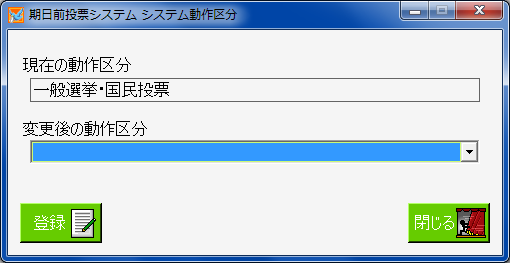 期日前投票システム システム動作区分
現在の動作区分
一般選挙・国民投票
変更後の動作区分
登録
閉じる